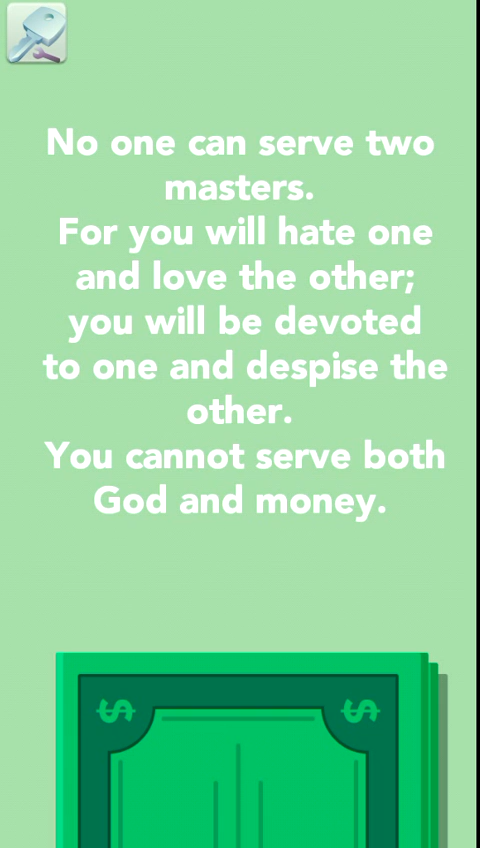 No one can serve two
masters.
For you will hate one
and love the other;
you will be devoted
to one and despise the
other.
You cannot serve both
God and money.
$ $